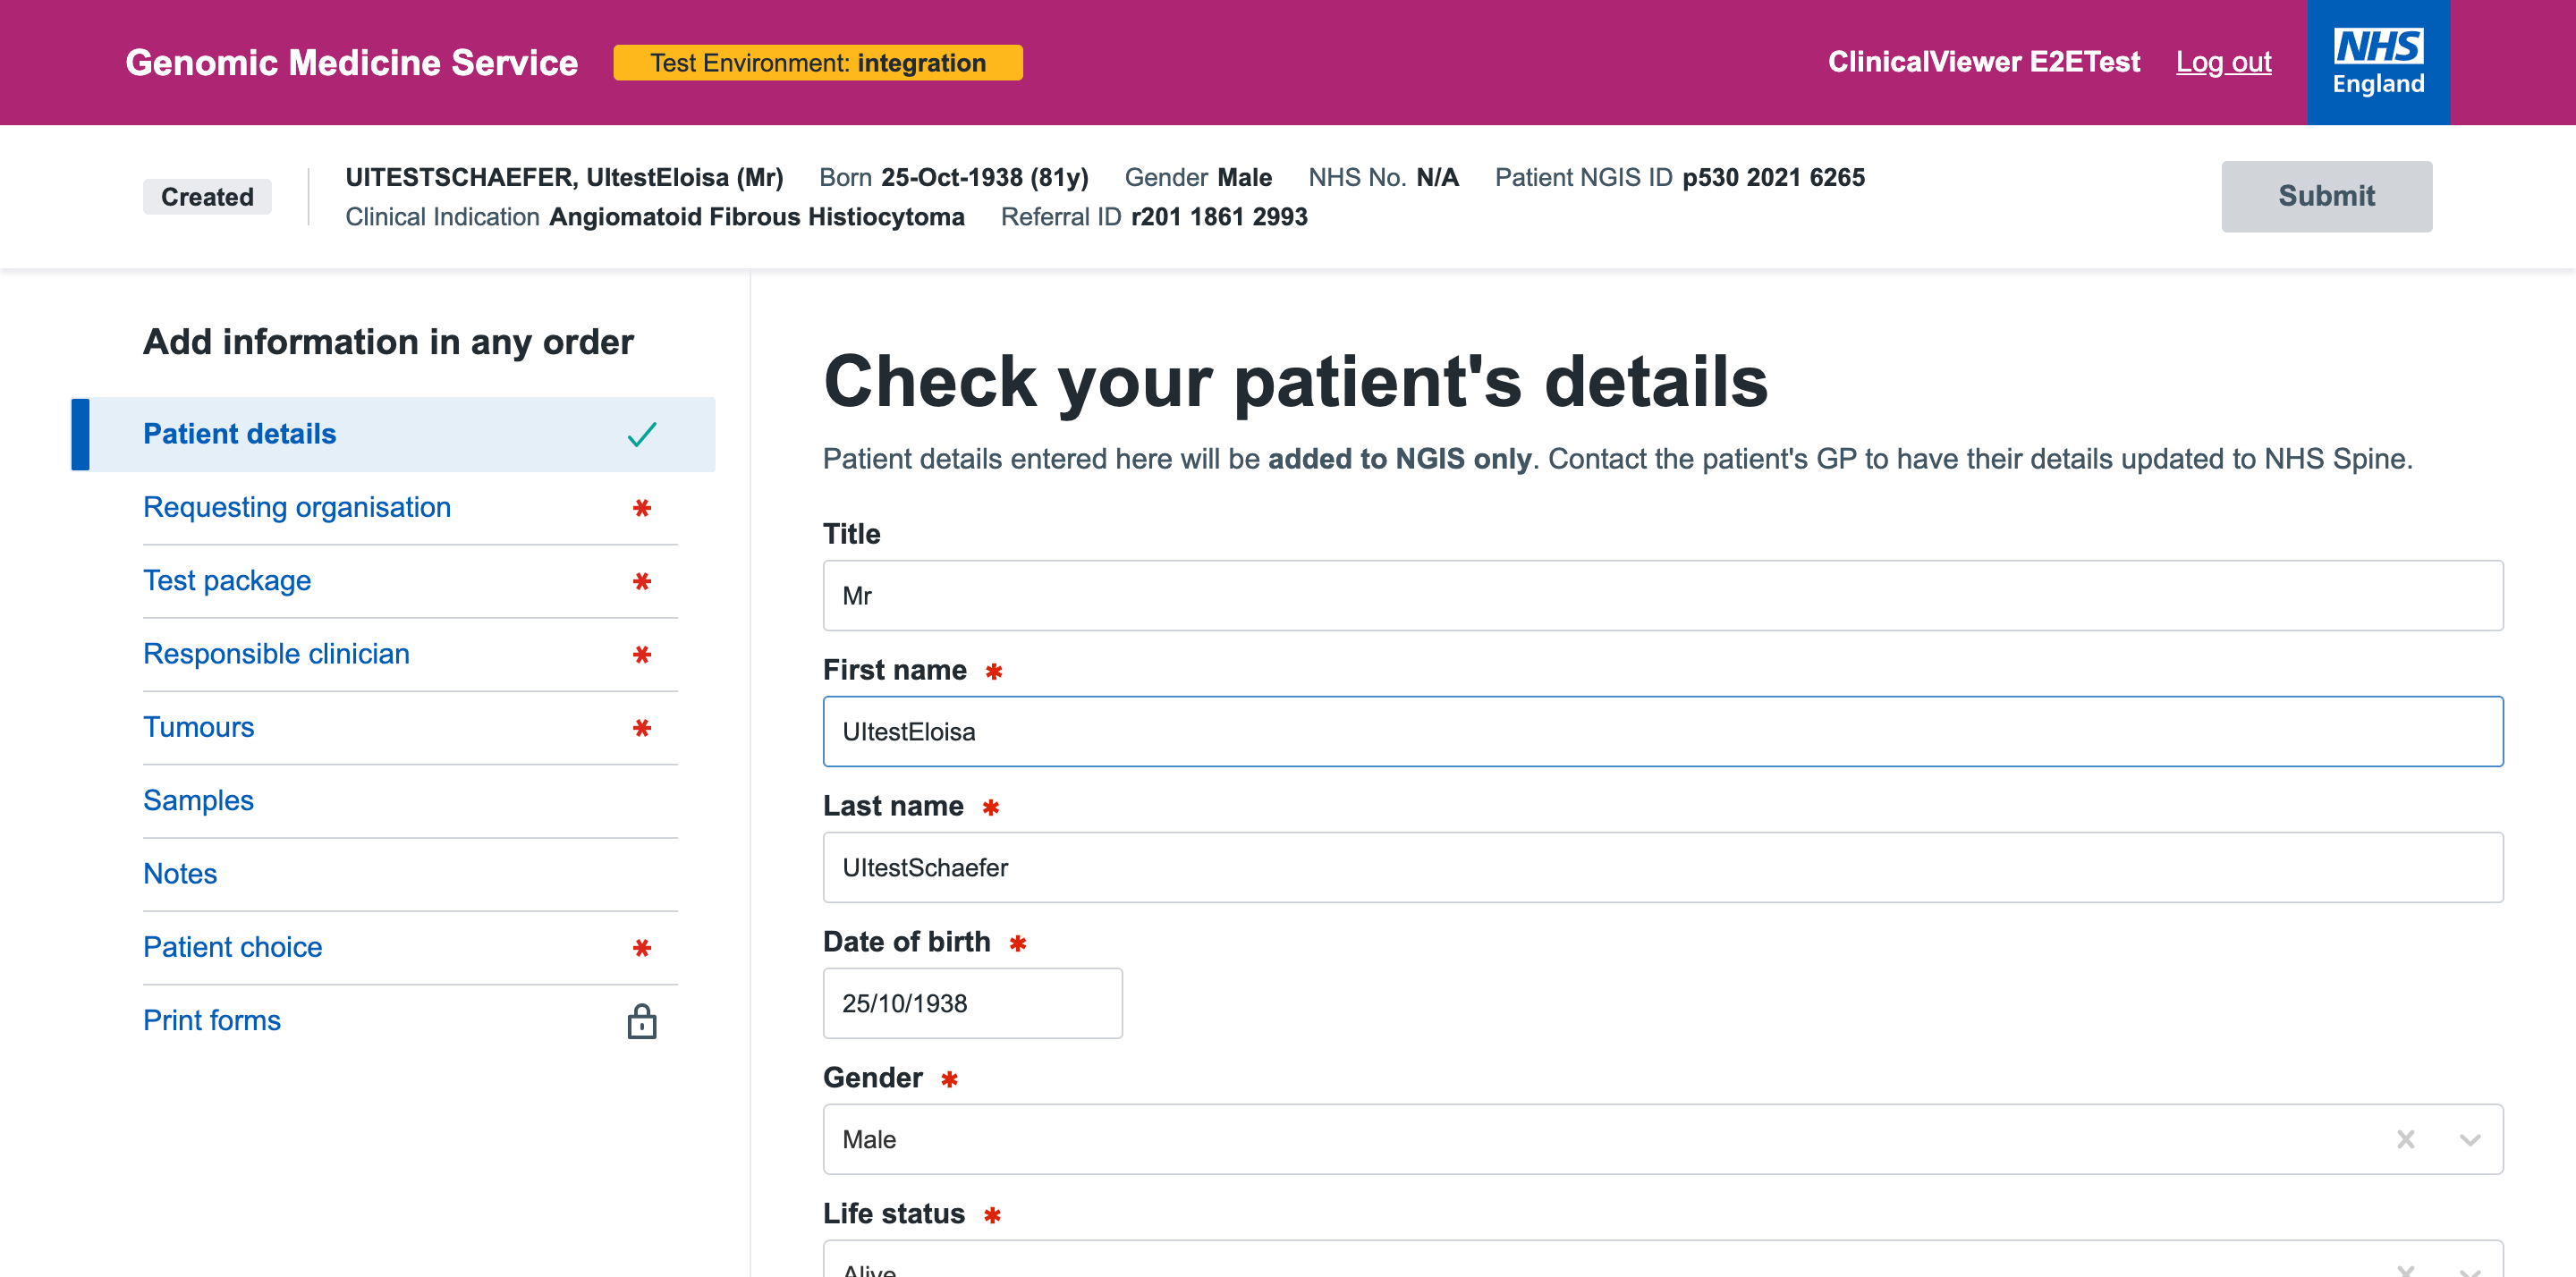 Genomic Medicine Service
Test Environment: integration
ClinicalViewer E2ETest
Log out
NHS
England
Created
UITESTSCHAEFER, UItestEloisa (Mr) Born 25-Oct-1938 (81y) Gender Male NHS No. N/A Patient NGIS ID p530 2021 6265
Clinical Indication Angiomatoid Fibrous Histiocytoma Referral ID r201 1861 2993
Submit
Add information in any order
Patient details
Requesting organisation *
Test package *
Responsible clinician *
Tumours *
Samples
Notes
Patient choice *
Print forms
Check your patient's details
Patient details entered here will be added to NGIS only. Contact the patient's GP to have their details updated to NHS Spine.
Title
Mr
First name *
UItestEloisa
Last name *
UItestSchaefer
Date of birth *
25/10/1938
Gender *
Male
Life status *
Alive